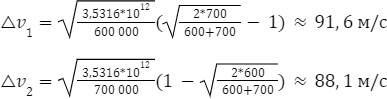 △v₁ = √(3,5316*10¹² / 600 000) (√(2*700 / 600+700) − 1) ≈ 91,6 м/с
△v₂ = √(3,5316*10¹² / 700 000) (1 − √(2*600 / 600+700)) ≈ 88,1 м/с